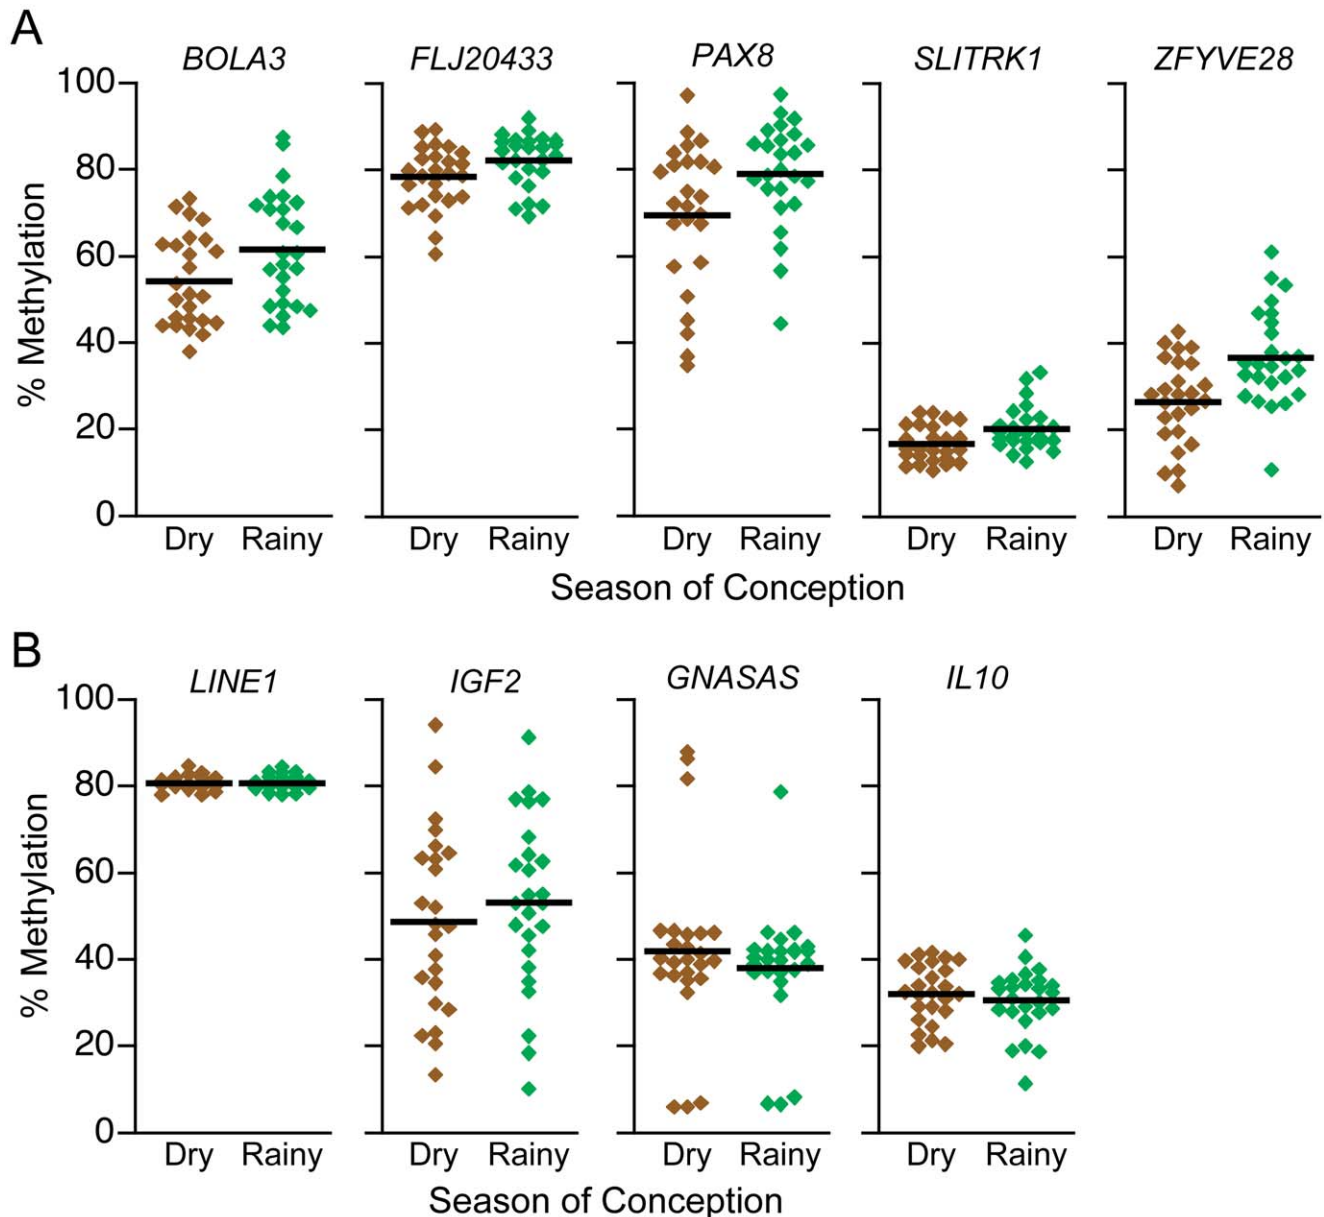 A
BOLA3 FLJ20433 PAX8 SLITRK1 ZFYVE28
100
80
60
40
20
0
% Methylation
Dry Rainy Dry Rainy Dry Rainy Dry Rainy Dry Rainy
Season of Conception
B
LINE1 IGF2 GNASAS IL10
100
80
60
40
20
0
% Methylation
Dry Rainy Dry Rainy Dry Rainy Dry Rainy
Season of Conception